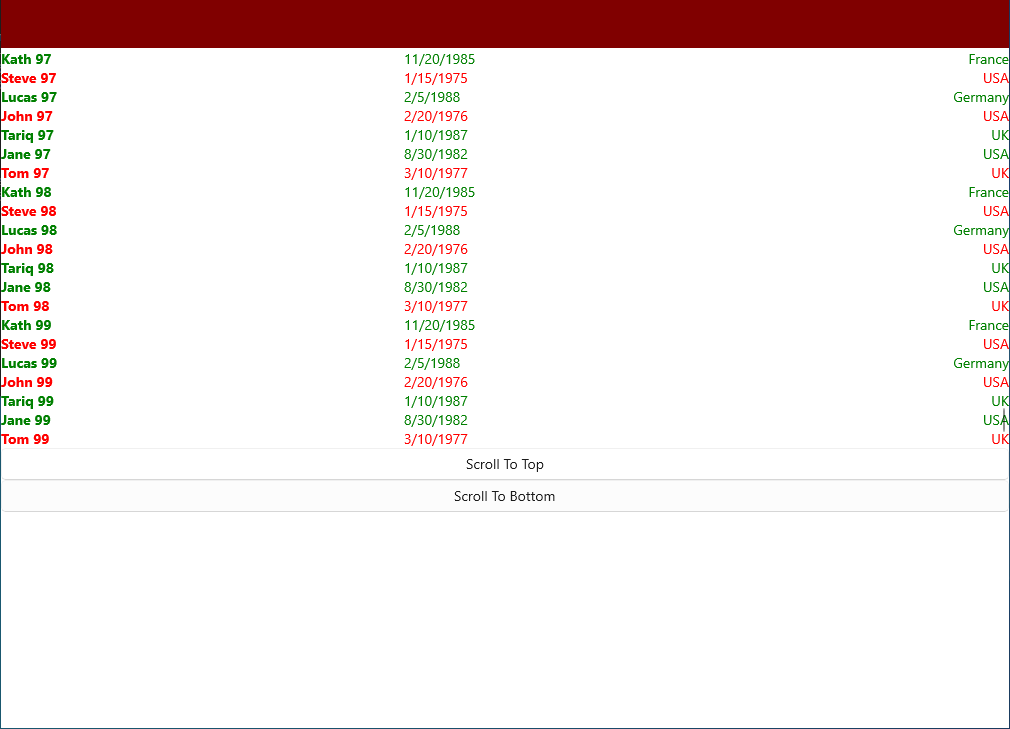 Kath 97 11/20/1985 France
Steve 97 1/15/1975 USA
Lucas 97 2/5/1988 Germany
John 97 2/20/1976 USA
Tariq 97 1/10/1987 UK
Jane 97 8/30/1982 USA
Tom 97 3/10/1977 UK
Kath 98 11/20/1985 France
Steve 98 1/15/1975 USA
Lucas 98 2/5/1988 Germany
John 98 2/20/1976 USA
Tariq 98 1/10/1987 UK
Jane 98 8/30/1982 USA
Tom 98 3/10/1977 UK
Kath 99 11/20/1985 France
Steve 99 1/15/1975 USA
Lucas 99 2/5/1988 Germany
John 99 2/20/1976 USA
Tariq 99 1/10/1987 UK
Jane 99 8/30/1982 USA
Tom 99 3/10/1977 UK
Scroll To Top
Scroll To Bottom